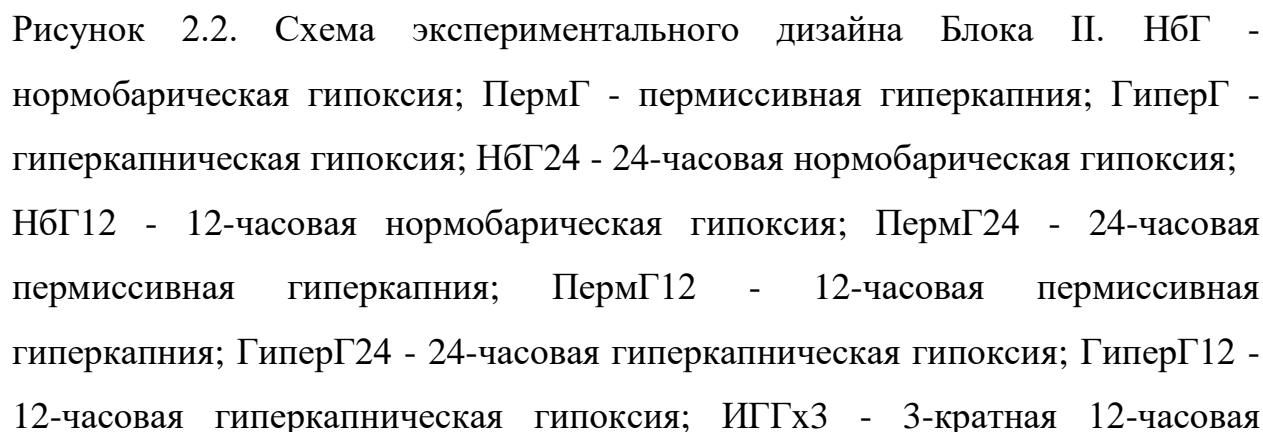 Рисунок 2.2. Схема экспериментального дизайна Блока II. НбГ -
нормобарическая гипоксия; ПермГ - пермиссивная гиперкапния; ГиперГ -
гиперкапническая гипоксия; НбГ24 - 24-часовая нормобарическая гипоксия;
НбГ12 - 12-часовая нормобарическая гипоксия; ПермГ24 - 24-часовая
пермиссивная гиперкапния; ПермГ12 - 12-часовая пермиссивная
гиперкапния; ГиперГ24 - 24-часовая гиперкапническая гипоксия; ГиперГ12 -
12-часовая гиперкапническая гипоксия; ИГГх3 - 3-кратная 12-часовая